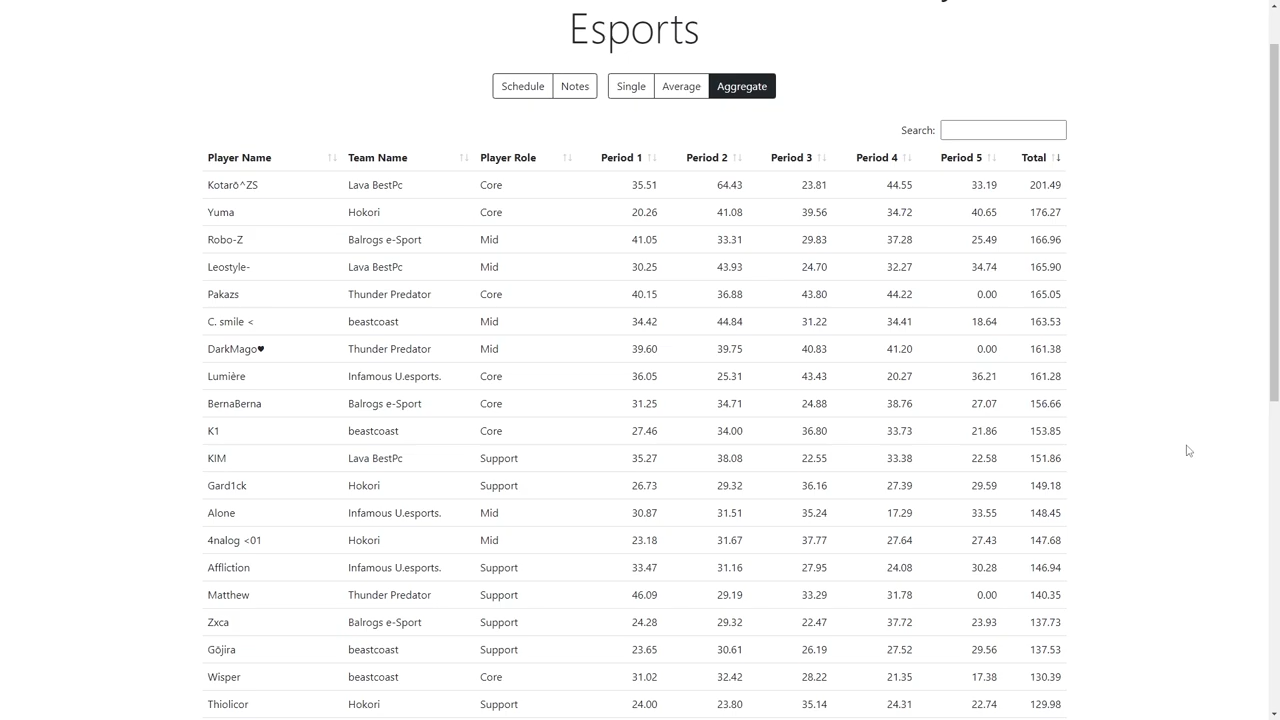 Esports
Schedule Notes Single Average Aggregate
Search:
Player Name Team Name Player Role Period 1 Period 2 Period 3 Period 4 Period 5 Total
Kotarō^ZS Lava BestPc Core 35.51 64.43 23.81 44.55 33.19 201.49
Yuma Hokori Core 20.26 41.08 39.56 34.72 40.65 176.27
Robo-Z Balrogs e-Sport Mid 41.05 33.31 29.83 37.28 25.49 166.96
Leostyle- Lava BestPc Mid 30.25 43.93 24.70 32.27 34.74 165.90
Pakazs Thunder Predator Core 40.15 36.88 43.80 44.22 0.00 165.05
C. smile < beastcoast Mid 34.42 44.84 31.22 34.41 18.64 163.53
DarkMago♥ Thunder Predator Mid 39.60 39.75 40.83 41.20 0.00 161.38
Lumière Infamous U.esports. Core 36.05 25.31 43.43 20.27 36.21 161.28
BernaBerna Balrogs e-Sport Core 31.25 34.71 24.88 38.76 27.07 156.66
K1 beastcoast Core 27.46 34.00 36.80 33.73 21.86 153.85
KIM Lava BestPc Support 35.27 38.08 22.55 33.38 22.58 151.86
Gard1ck Hokori Support 26.73 29.32 36.16 27.39 29.59 149.18
Alone Infamous U.esports. Mid 30.87 31.51 35.24 17.29 33.55 148.45
4nalog <01 Hokori Mid 23.18 31.67 37.77 27.64 27.43 147.68
Affliction Infamous U.esports. Support 33.47 31.16 27.95 24.08 30.28 146.94
Matthew Thunder Predator Support 46.09 29.19 33.29 31.78 0.00 140.35
Zxca Balrogs e-Sport Support 24.28 29.32 22.47 37.72 23.93 137.73
Gōjira beastcoast Support 23.65 30.61 26.19 27.52 29.56 137.53
Wisper beastcoast Core 31.02 32.42 28.22 21.35 17.38 130.39
Thiolicor Hokori Support 24.00 23.80 35.14 24.31 22.74 129.98